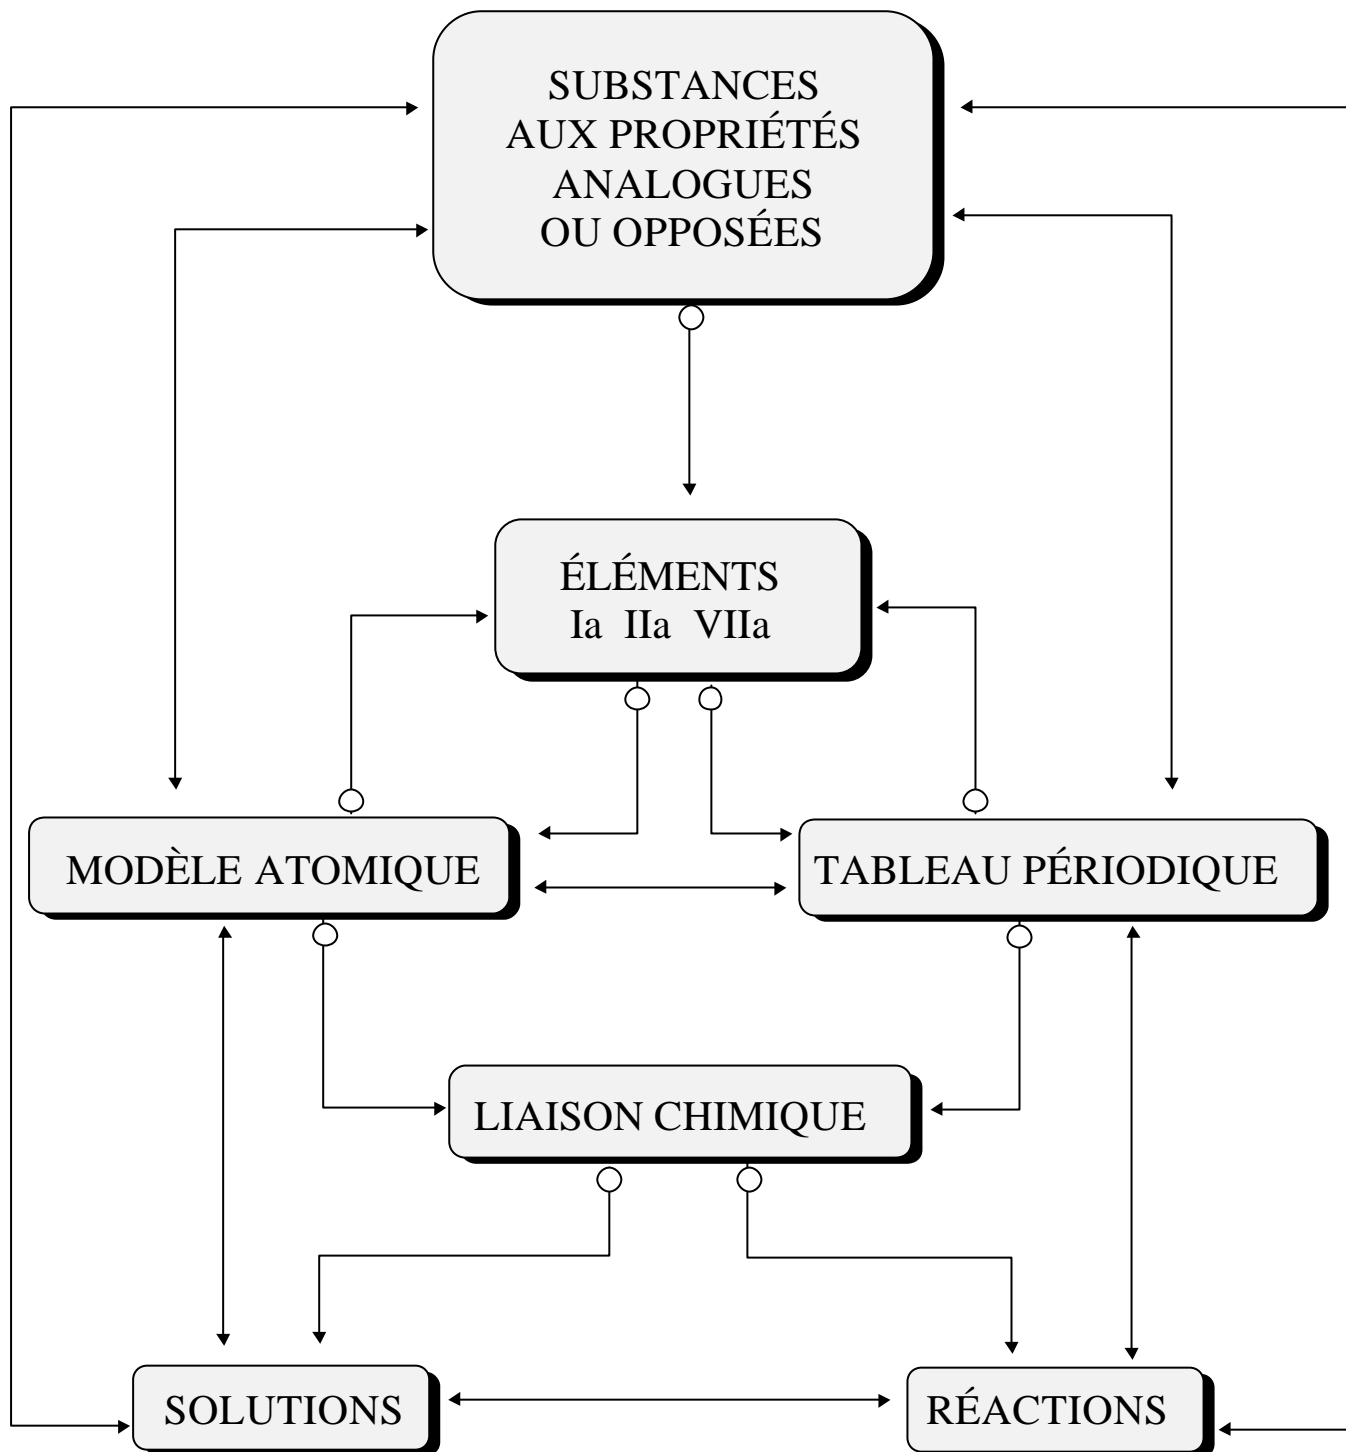 SUBSTANCES
AUX PROPRIÉTÉS
ANALOGUES
OU OPPOSÉES
ÉLÉMENTS
Ia IIa VIIa
MODÈLE ATOMIQUE
TABLEAU PÉRIODIQUE
LIAISON CHIMIQUE
SOLUTIONS
RÉACTIONS